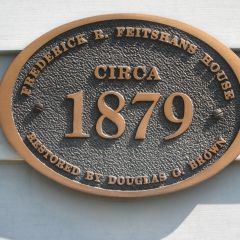 FREDERICK R. FEITSHANS HOUSE
CIRCA
1879
RESTORED BY DOUGLAS O. BROWN